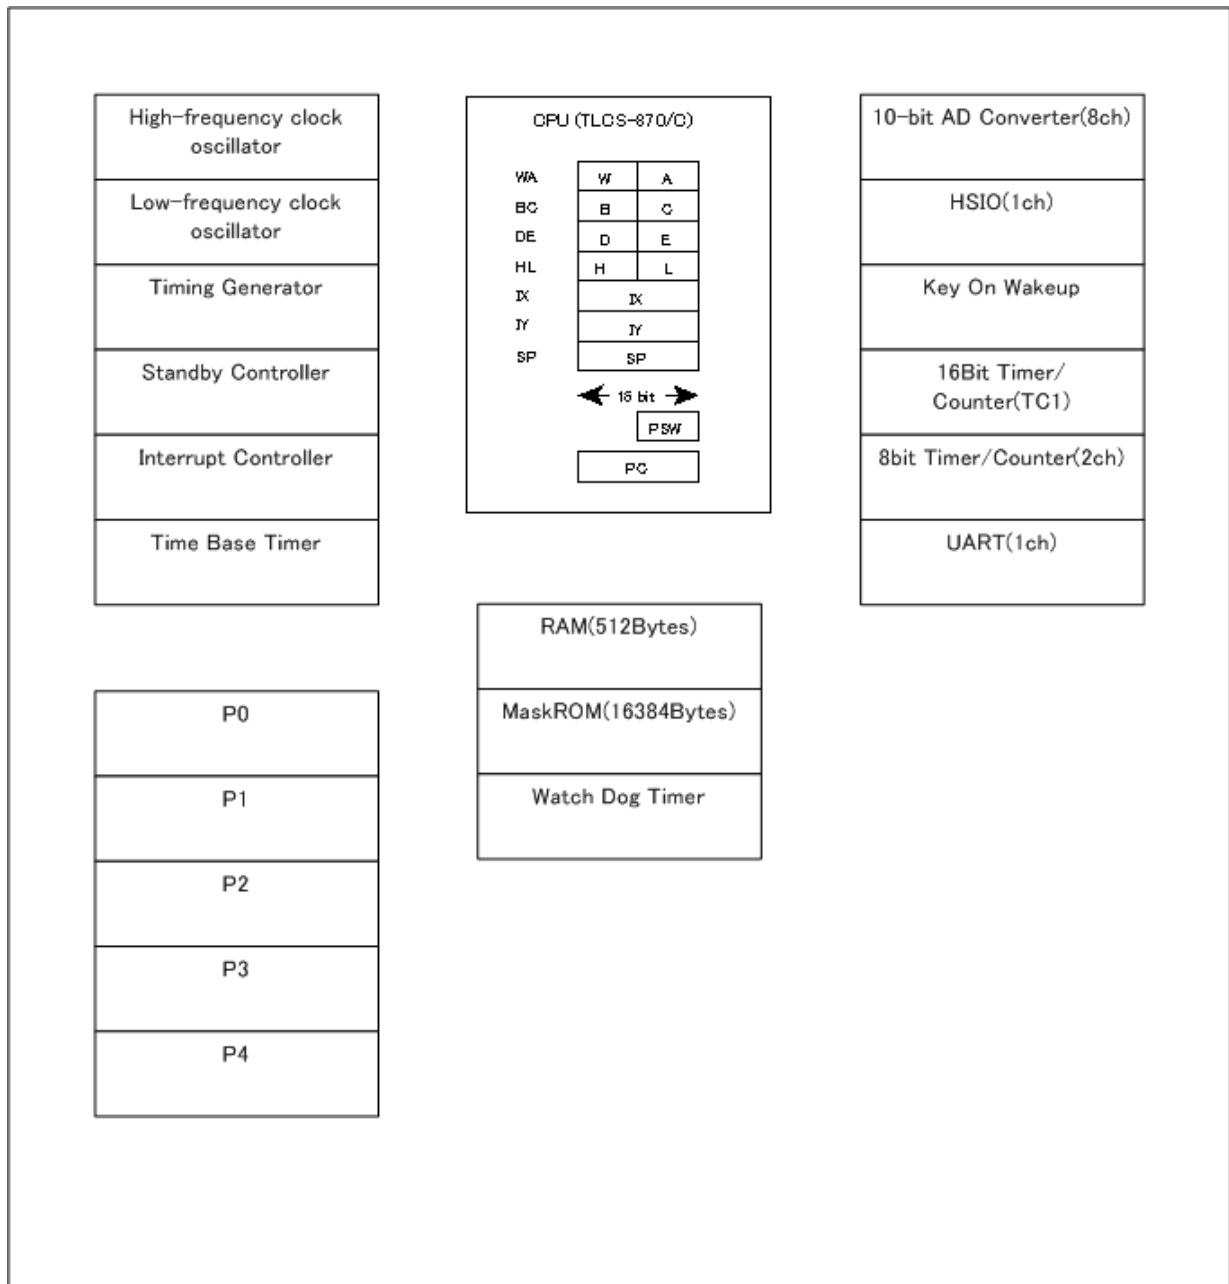 High-frequency clock
oscillator
Low-frequency clock
oscillator
Timing Generator
Standby Controller
Interrupt Controller
Time Base Timer
CPU (TLCS-870/C)
WA W A
BC B C
DE D E
HL H L
IX IX
IY IY
SP SP
16 bit
PSW
PC
10-bit AD Converter(8ch)
HSIO(1ch)
Key On Wakeup
16Bit Timer/
Counter(TC1)
8bit Timer/Counter(2ch)
UART(1ch)
RAM(512Bytes)
MaskROM(16384Bytes)
Watch Dog Timer
P0
P1
P2
P3
P4